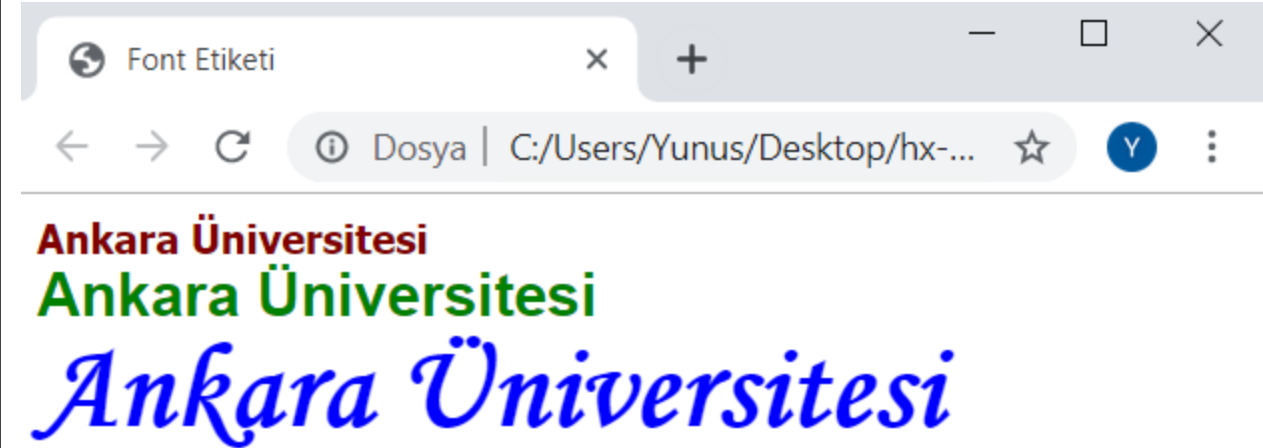 Font Etiketi
Dosya | C:/Users/Yunus/Desktop/hx-... Y
Ankara Üniversitesi
Ankara Üniversitesi
Ankara Üniversitesi